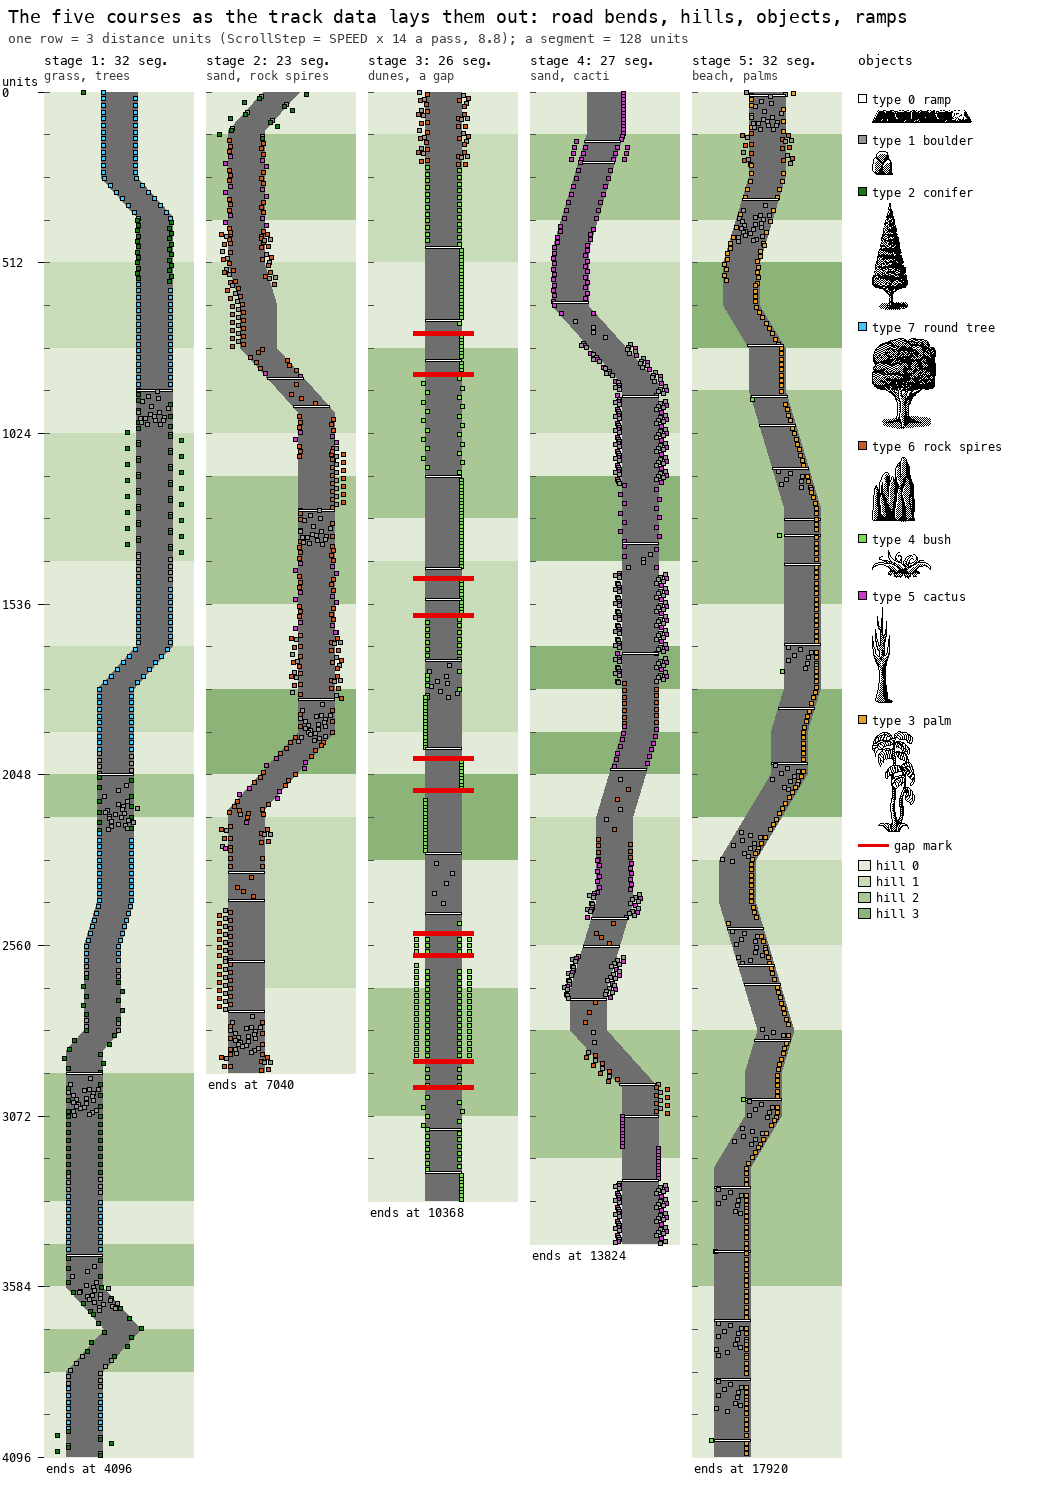 The five courses as the track data lays them out: road bends, hills, objects, ramps
one row = 3 distance units (ScrollStep = SPEED x 14 a pass, 8.8); a segment = 128 units
stage 1: 32 seg.
grass, trees
stage 2: 23 seg.
sand, rock spires
stage 3: 26 seg.
dunes, a gap
stage 4: 27 seg.
sand, cacti
stage 5: 32 seg.
beach, palms
objects
units
0
512
1024
1536
2048
2560
3072
3584
4096
ends at 4096
ends at 7040
ends at 10368
ends at 13824
ends at 17920
type 0 ramp
type 1 boulder
type 2 conifer
type 7 round tree
type 6 rock spires
type 4 bush
type 5 cactus
type 3 palm
gap mark
hill 0
hill 1
hill 2
hill 3